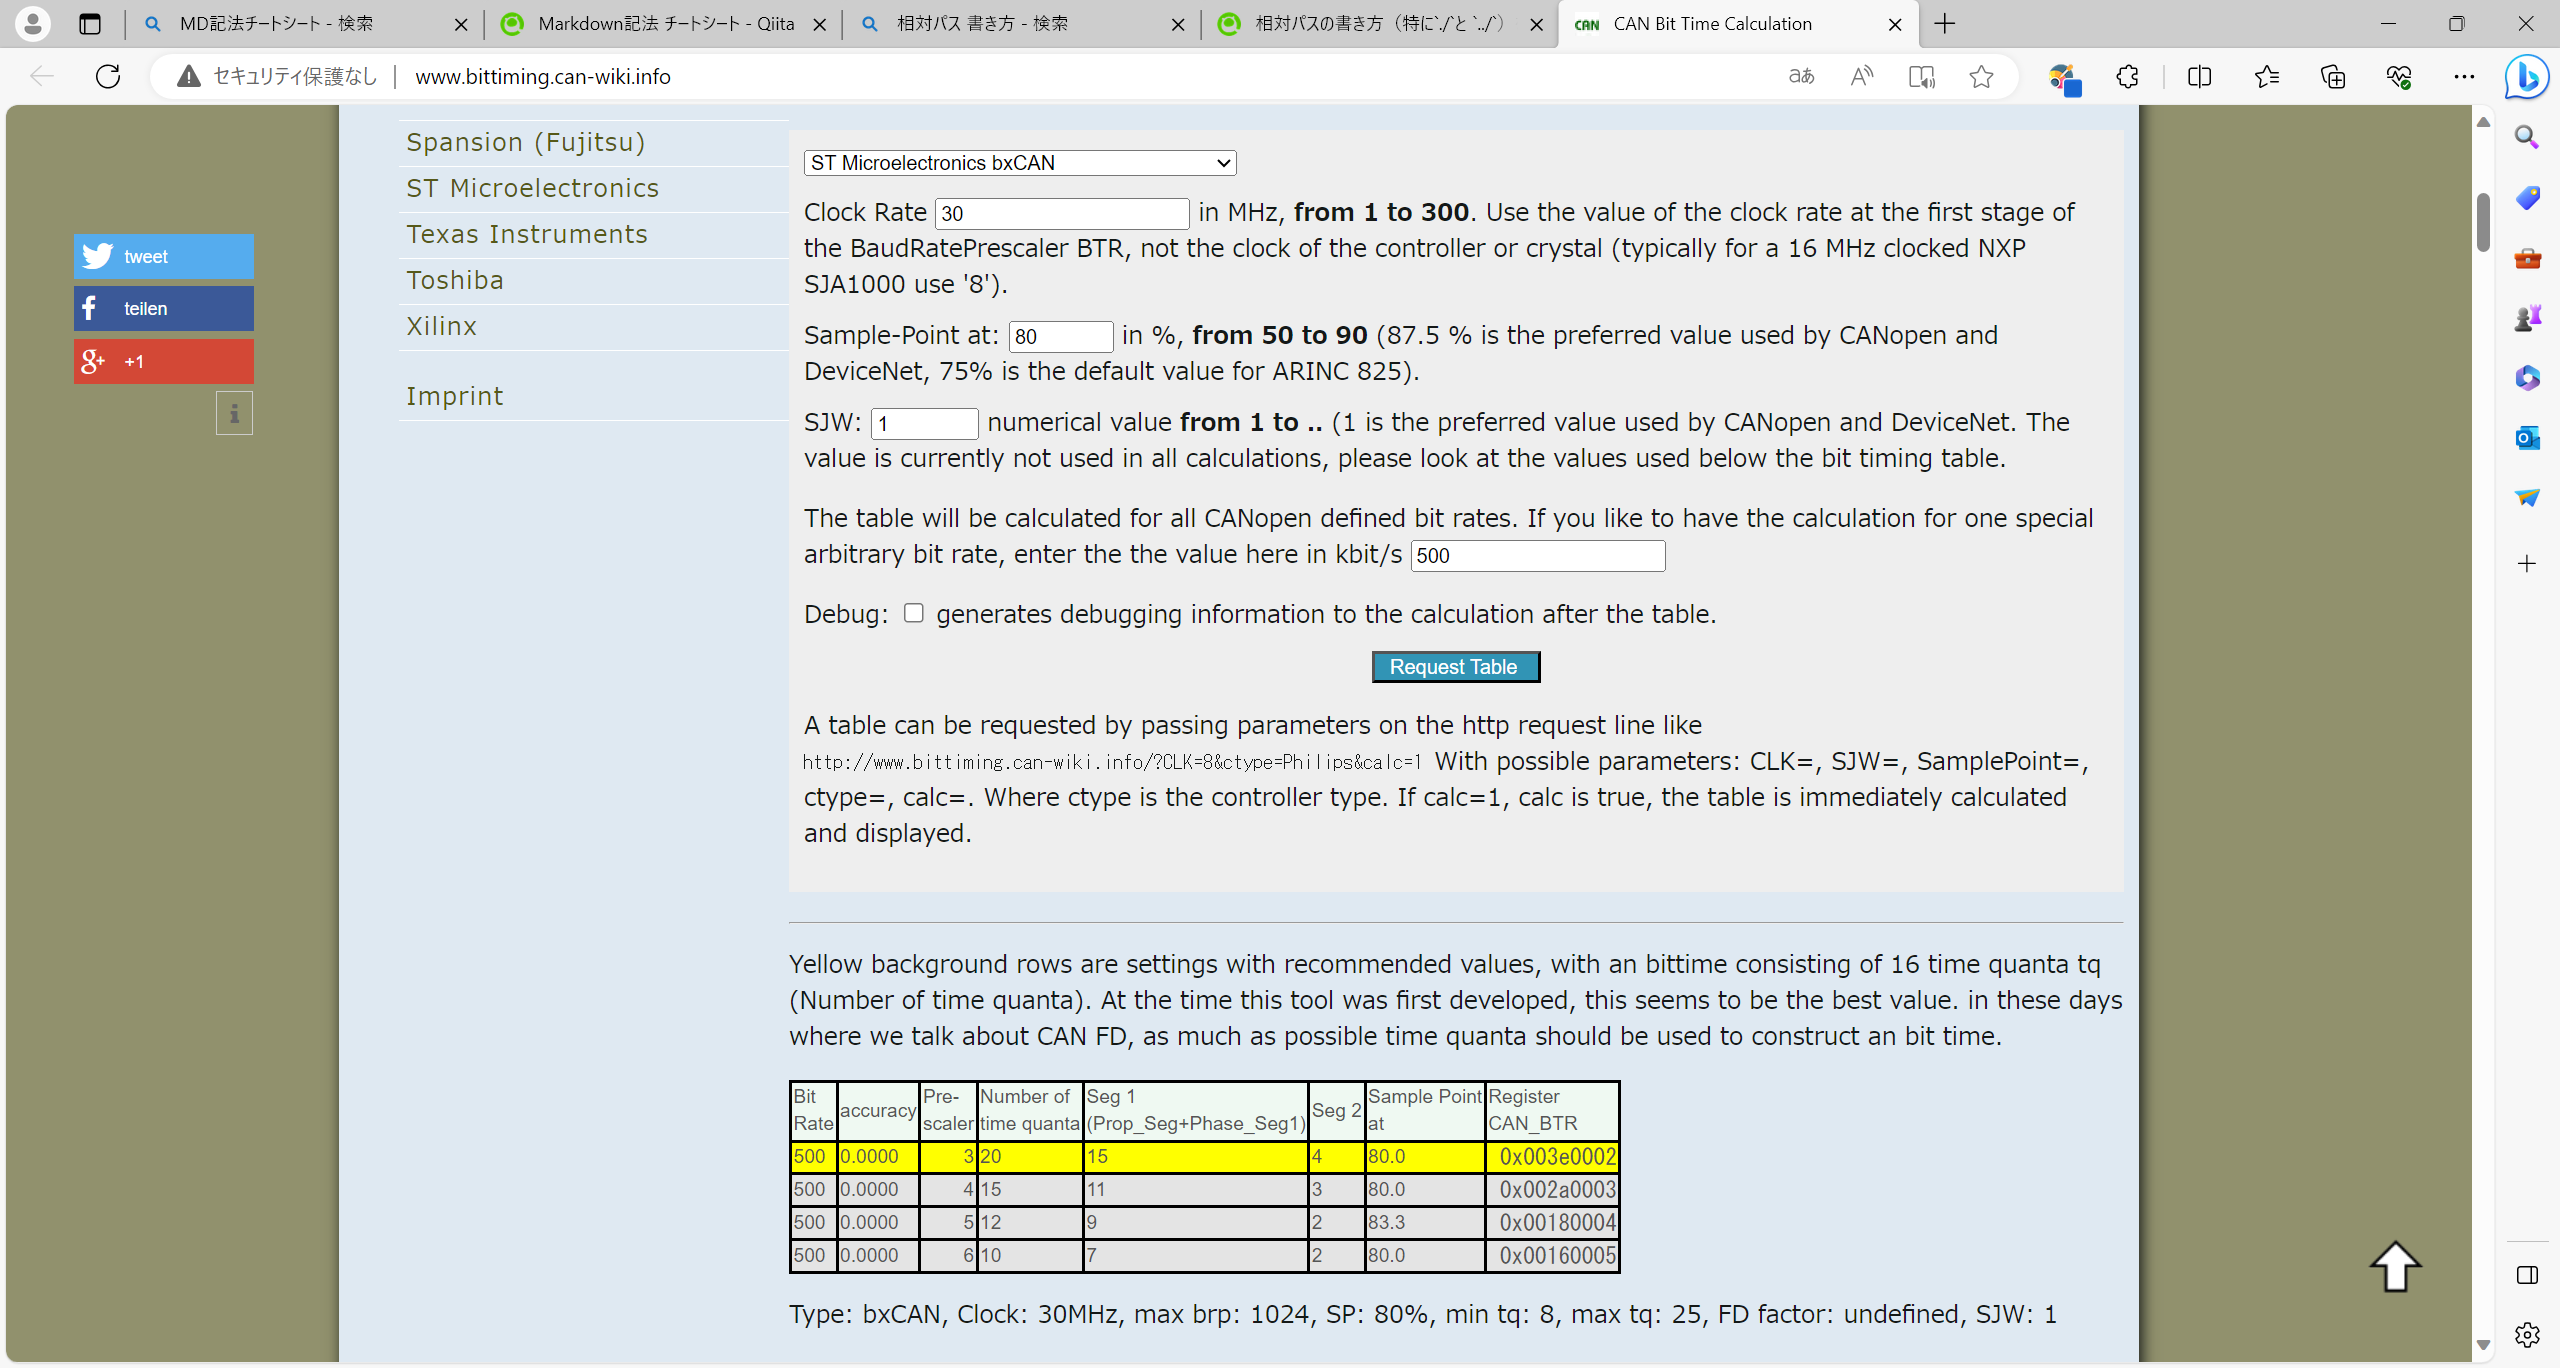 MD記法チートシート - 検索
Markdown記法 チートシート - Qiita
相対パス 書き方 - 検索
相対パスの書き方（特に`./`と`../`）
CAN CAN Bit Time Calculation
セキュリティ保護なし | www.bittiming.can-wiki.info
tweet
teilen
+1
Spansion (Fujitsu)
ST Microelectronics
Texas Instruments
Toshiba
Xilinx
Imprint
ST Microelectronics bxCAN
Clock Rate 30 in MHz, from 1 to 300. Use the value of the clock rate at the first stage of
the BaudRatePrescaler BTR, not the clock of the controller or crystal (typically for a 16 MHz clocked NXP
SJA1000 use '8').
Sample-Point at: 80 in %, from 50 to 90 (87.5 % is the preferred value used by CANopen and
DeviceNet, 75% is the default value for ARINC 825).
SJW: 1 numerical value from 1 to .. (1 is the preferred value used by CANopen and DeviceNet. The
value is currently not used in all calculations, please look at the values used below the bit timing table.
The table will be calculated for all CANopen defined bit rates. If you like to have the calculation for one special
arbitrary bit rate, enter the the value here in kbit/s 500
Debug: generates debugging information to the calculation after the table.
Request Table
A table can be requested by passing parameters on the http request line like
http://www.bittiming.can-wiki.info/?CLK=8&ctype=Philips&calc=1 With possible parameters: CLK=, SJW=, SamplePoint=,
ctype=, calc=. Where ctype is the controller type. If calc=1, calc is true, the table is immediately calculated
and displayed.
Yellow background rows are settings with recommended values, with an bittime consisting of 16 time quanta tq
(Number of time quanta). At the time this tool was first developed, this seems to be the best value. in these days
where we talk about CAN FD, as much as possible time quanta should be used to construct an bit time.
Bit Rate accuracy Pre-scaler Number of time quanta Seg 1 (Prop_Seg+Phase_Seg1) Seg 2 Sample Point at Register CAN_BTR
500 0.0000 3 20 15 4 80.0 0x003e0002
500 0.0000 4 15 11 3 80.0 0x002a0003
500 0.0000 5 12 9 2 83.3 0x00180004
500 0.0000 6 10 7 2 80.0 0x00160005
Type: bxCAN, Clock: 30MHz, max brp: 1024, SP: 80%, min tq: 8, max tq: 25, FD factor: undefined, SJW: 1